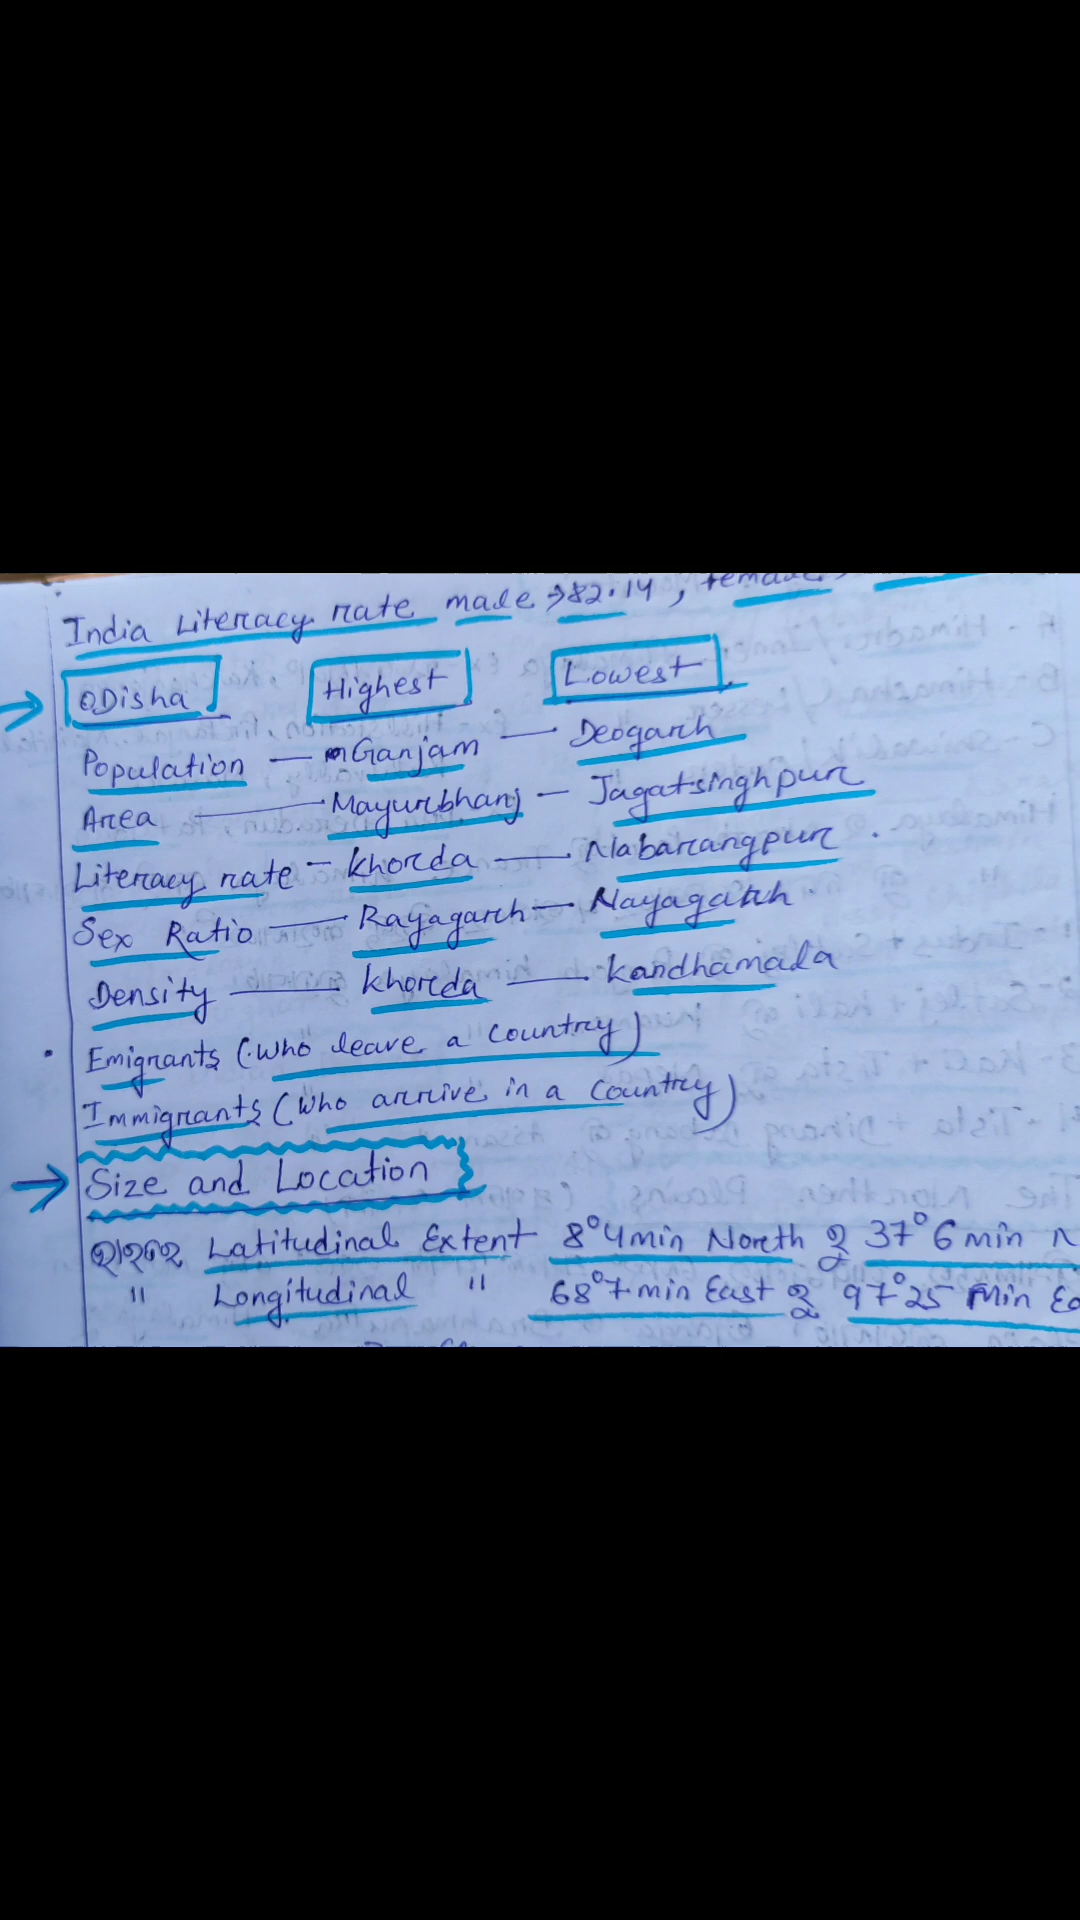 India Literacy rate male → 82.14, female
ODisha Highest Lowest
Population — Ganjam — Deogarh
Area — Mayurbhanj — Jagatsinghpur
Literacy rate — Khorda — Nabarangpur.
Sex Ratio — Rayagarh — Nayagarh
Density — Khorda — Kandhamala
• Emigrants (Who leave a country)
Immigrants (Who arrive in a Country)
→ Size and Location
Latitudinal Extent 8°4min North ରୁ 37°6 min N
" Longitudinal " 68°7min East ରୁ 97°25 Min Ea